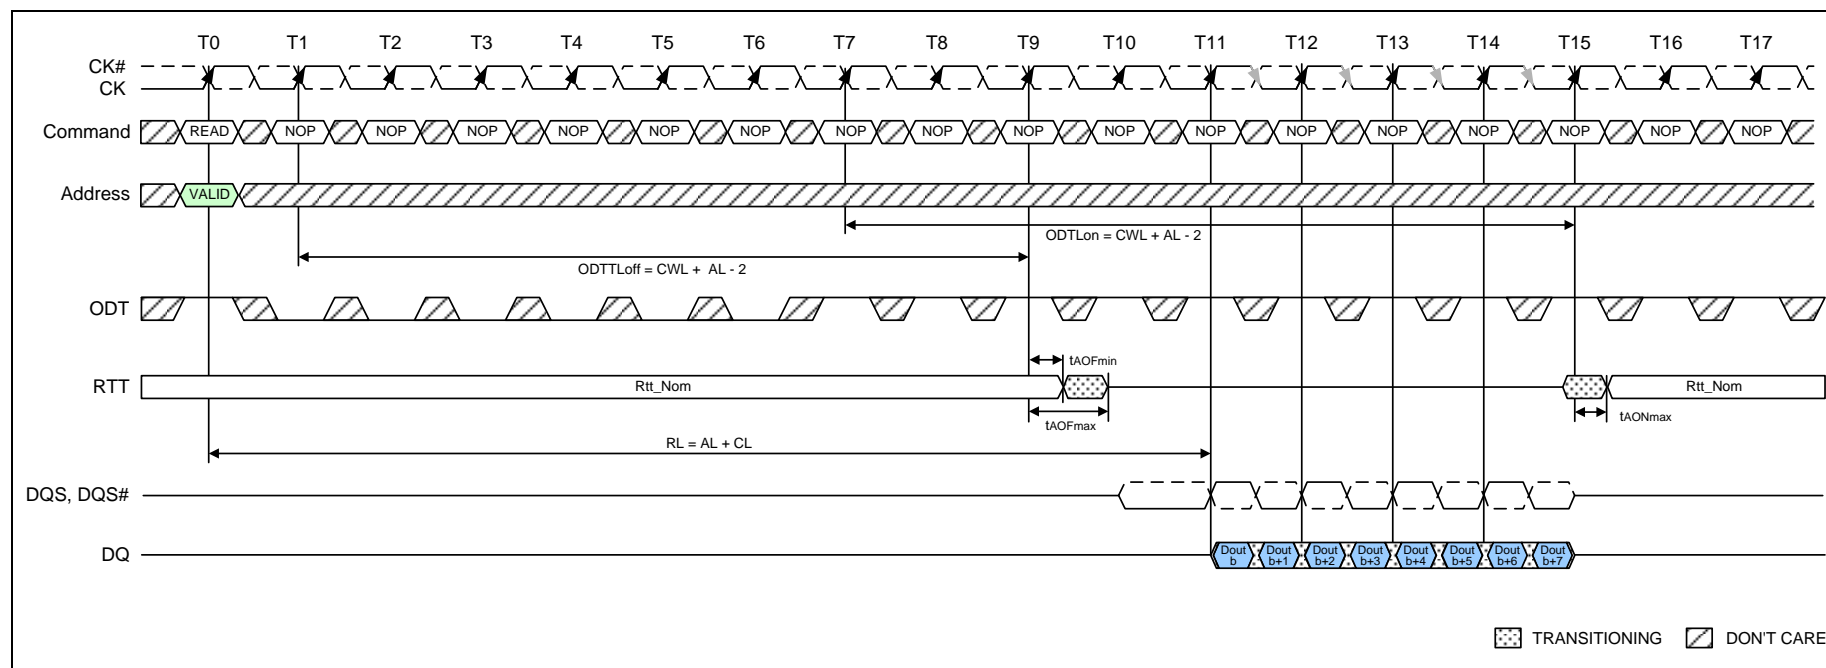 T0 T1 T2 T3 T4 T5 T6 T7 T8 T9 T10 T11 T12 T13 T14 T15 T16 T17
CK#
CK
Command READ NOP NOP NOP NOP NOP NOP NOP NOP NOP NOP NOP NOP NOP NOP NOP NOP NOP
Address VALID
ODTLon = CWL + AL - 2
ODTTLoff = CWL + AL - 2
ODT
tAOFmin
RTT Rtt_Nom Rtt_Nom
tAOFmax tAONmax
RL = AL + CL
DQS, DQS#
DQ Dout b Dout b+1 Dout b+2 Dout b+3 Dout b+4 Dout b+5 Dout b+6 Dout b+7
TRANSITIONING DON'T CARE